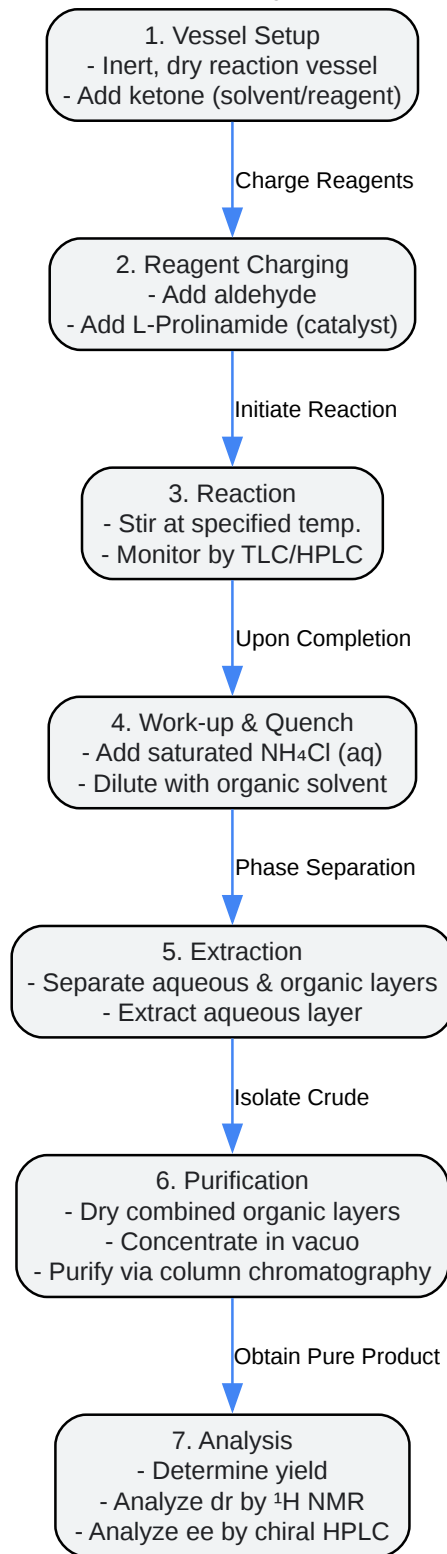 1. Vessel Setup
- Inert, dry reaction vessel
- Add ketone (solvent/reagent)
Charge Reagents
2. Reagent Charging
- Add aldehyde
- Add L-Prolinamide (catalyst)
Initiate Reaction
3. Reaction
- Stir at specified temp.
- Monitor by TLC/HPLC
Upon Completion
4. Work-up & Quench
- Add saturated NH₄Cl (aq)
- Dilute with organic solvent
Phase Separation
5. Extraction
- Separate aqueous & organic layers
- Extract aqueous layer
Isolate Crude
6. Purification
- Dry combined organic layers
- Concentrate in vacuo
- Purify via column chromatography
Obtain Pure Product
7. Analysis
- Determine yield
- Analyze dr by ¹H NMR
- Analyze ee by chiral HPLC